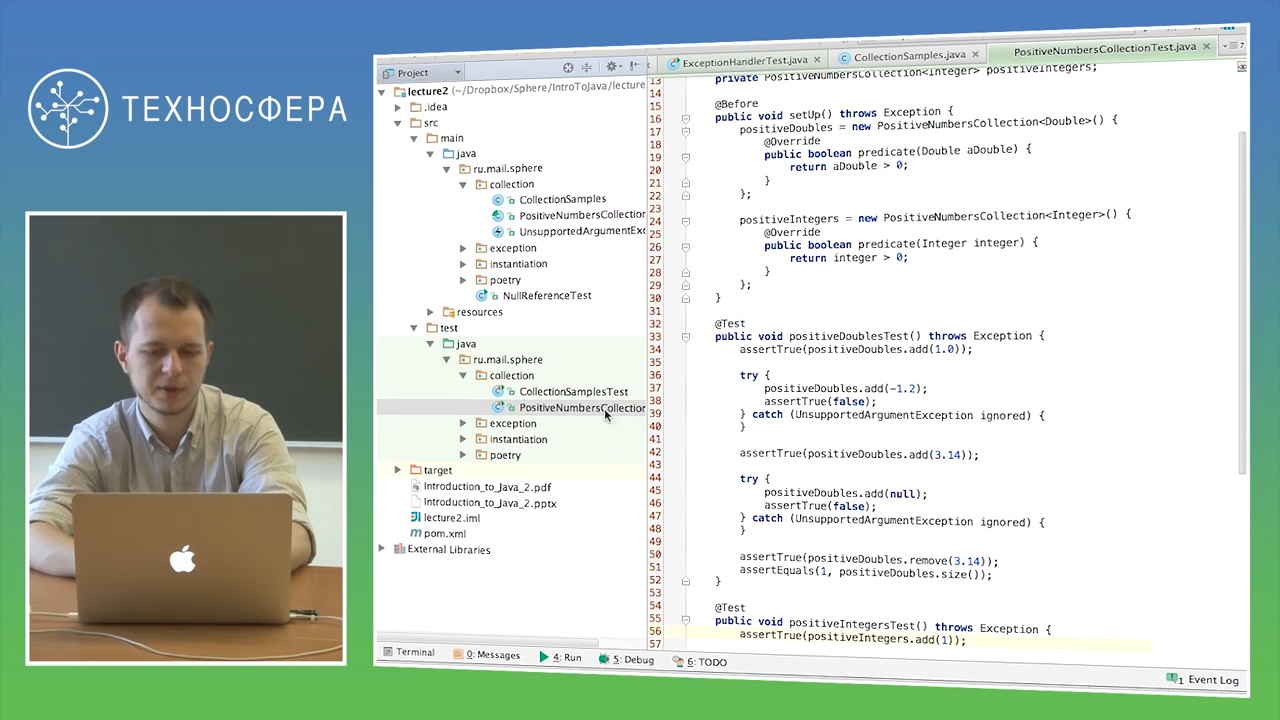 ТЕХНОСФЕРА
Project
ExceptionHandlerTest.java
CollectionSamples.java
PositiveNumbersCollectionTest.java
7
lecture2 (~/Dropbox/Sphere/IntroToJava/lecture
.idea
src
main
java
ru.mail.sphere
collection
CollectionSamples
PositiveNumbersCollection
UnsupportedArgumentExc
exception
instantiation
poetry
NullReferenceTest
resources
test
java
ru.mail.sphere
collection
CollectionSamplesTest
PositiveNumbersCollection
exception
instantiation
poetry
target
Introduction_to_Java_2.pdf
Introduction_to_Java_2.pptx
lecture2.iml
pom.xml
External Libraries
13 private PositiveNumbersCollection<Integer> positiveIntegers;
14
15 @Before
16 public void setUp() throws Exception {
17 positiveDoubles = new PositiveNumbersCollection<Double>() {
18 @Override
19 public boolean predicate(Double aDouble) {
20 return aDouble > 0;
21 }
22 };
23
24 positiveIntegers = new PositiveNumbersCollection<Integer>() {
25 @Override
26 public boolean predicate(Integer integer) {
27 return integer > 0;
28 }
29 };
30 }
31
32 @Test
33 public void positiveDoublesTest() throws Exception {
34 assertTrue(positiveDoubles.add(1.0));
35
36 try {
37 positiveDoubles.add(-1.2);
38 assertTrue(false);
39 } catch (UnsupportedArgumentException ignored) {
40 }
41
42 assertTrue(positiveDoubles.add(3.14));
43
44 try {
45 positiveDoubles.add(null);
46 assertTrue(false);
47 } catch (UnsupportedArgumentException ignored) {
48 }
49
50 assertTrue(positiveDoubles.remove(3.14));
51 assertEquals(1, positiveDoubles.size());
52 }
53
54 @Test
55 public void positiveIntegersTest() throws Exception {
56 assertTrue(positiveIntegers.add(1));
57
Terminal
0: Messages
4: Run
5: Debug
6: TODO
1 Event Log